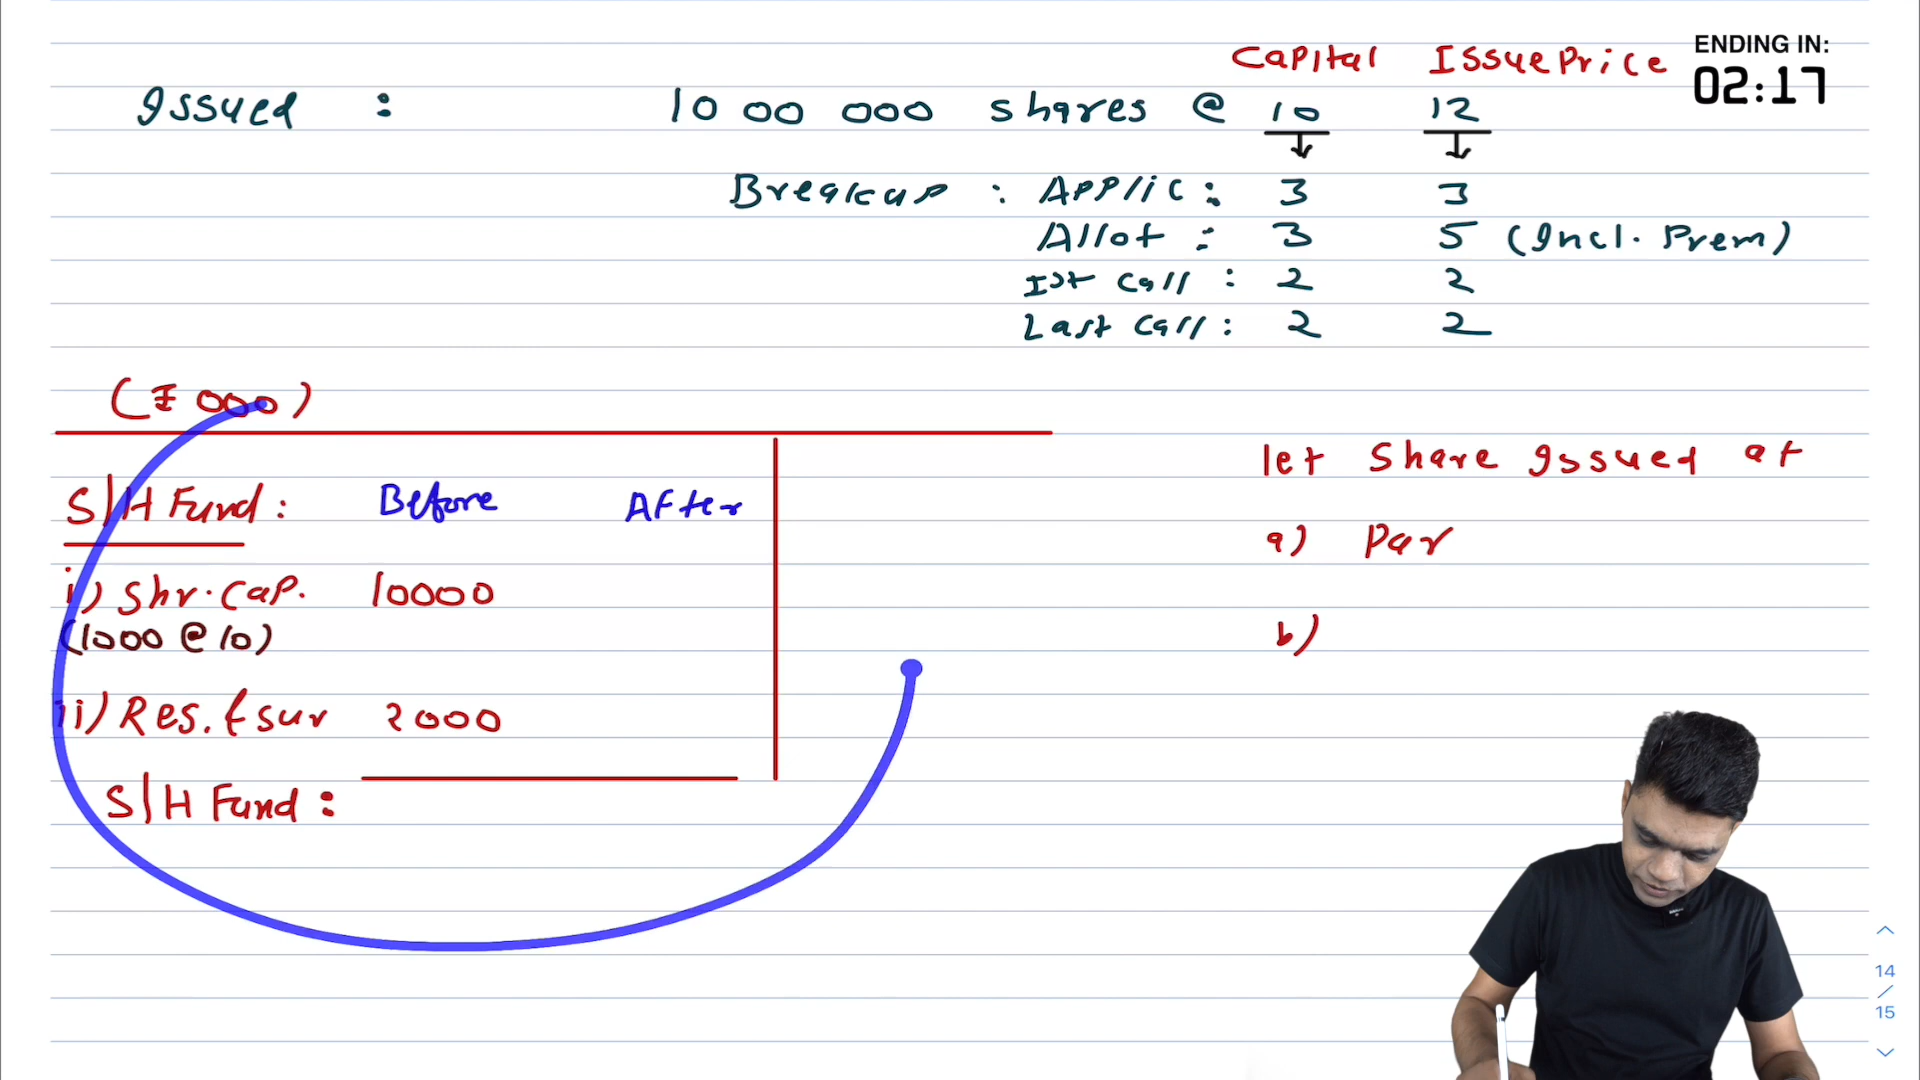 ENDING IN:
02:17
Capital Issue Price
Issued : 10 00 000 shares @ 10 12
Breakup : Applic : 3 3
Allot : 3 5 (Incl. Prem)
Ist Call : 2 2
Last Call : 2 2
(₹ 000)
let Share Issued at
S/H Fund : Before After
a) Par
i) Shr. Cap. 10000
(1000 @ 10)
b)
ii) Res. & sur 2000
S/H Fund :
14
/
15